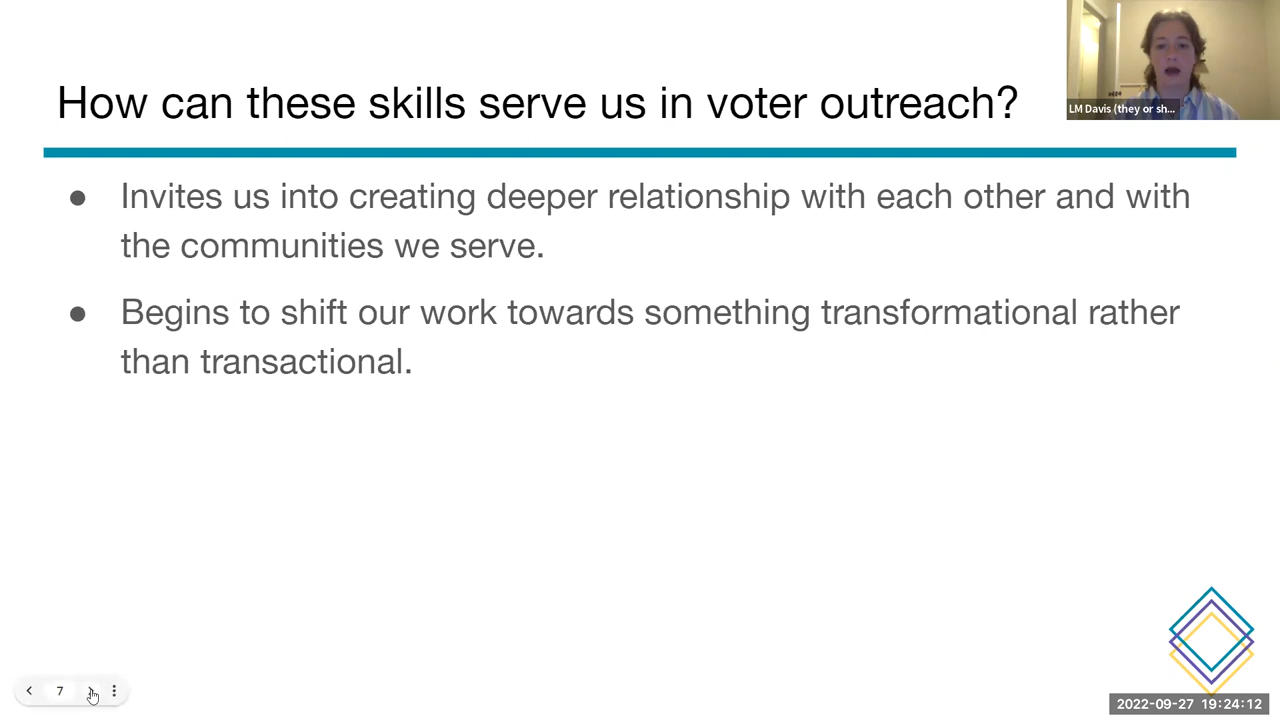 How can these skills serve us in voter outreach?
LM Davis (they or sh...
● Invites us into creating deeper relationship with each other and with
the communities we serve.
● Begins to shift our work towards something transformational rather
than transactional.
7
2022-09-27 19:24:12